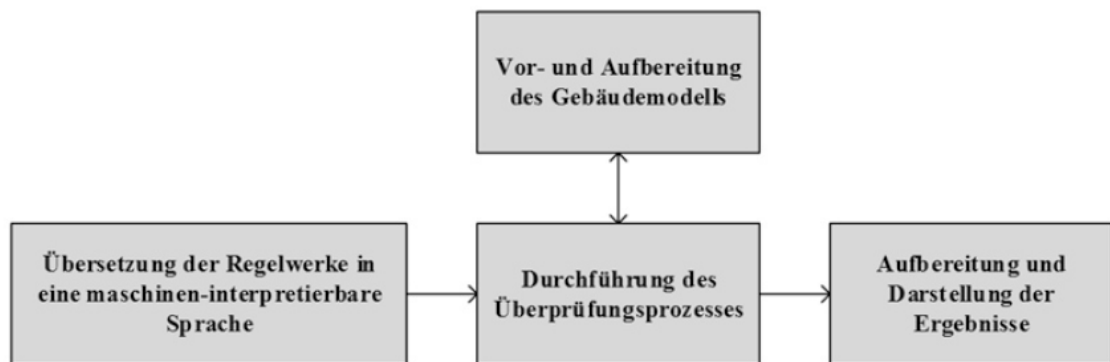 Vor- und Aufbereitung
des Gebäudemodells
Übersetzung der Regelwerke in
eine maschinen-interpretierbare
Sprache
Durchführung des
Überprüfungsprozesses
Aufbereitung und
Darstellung der
Ergebnisse